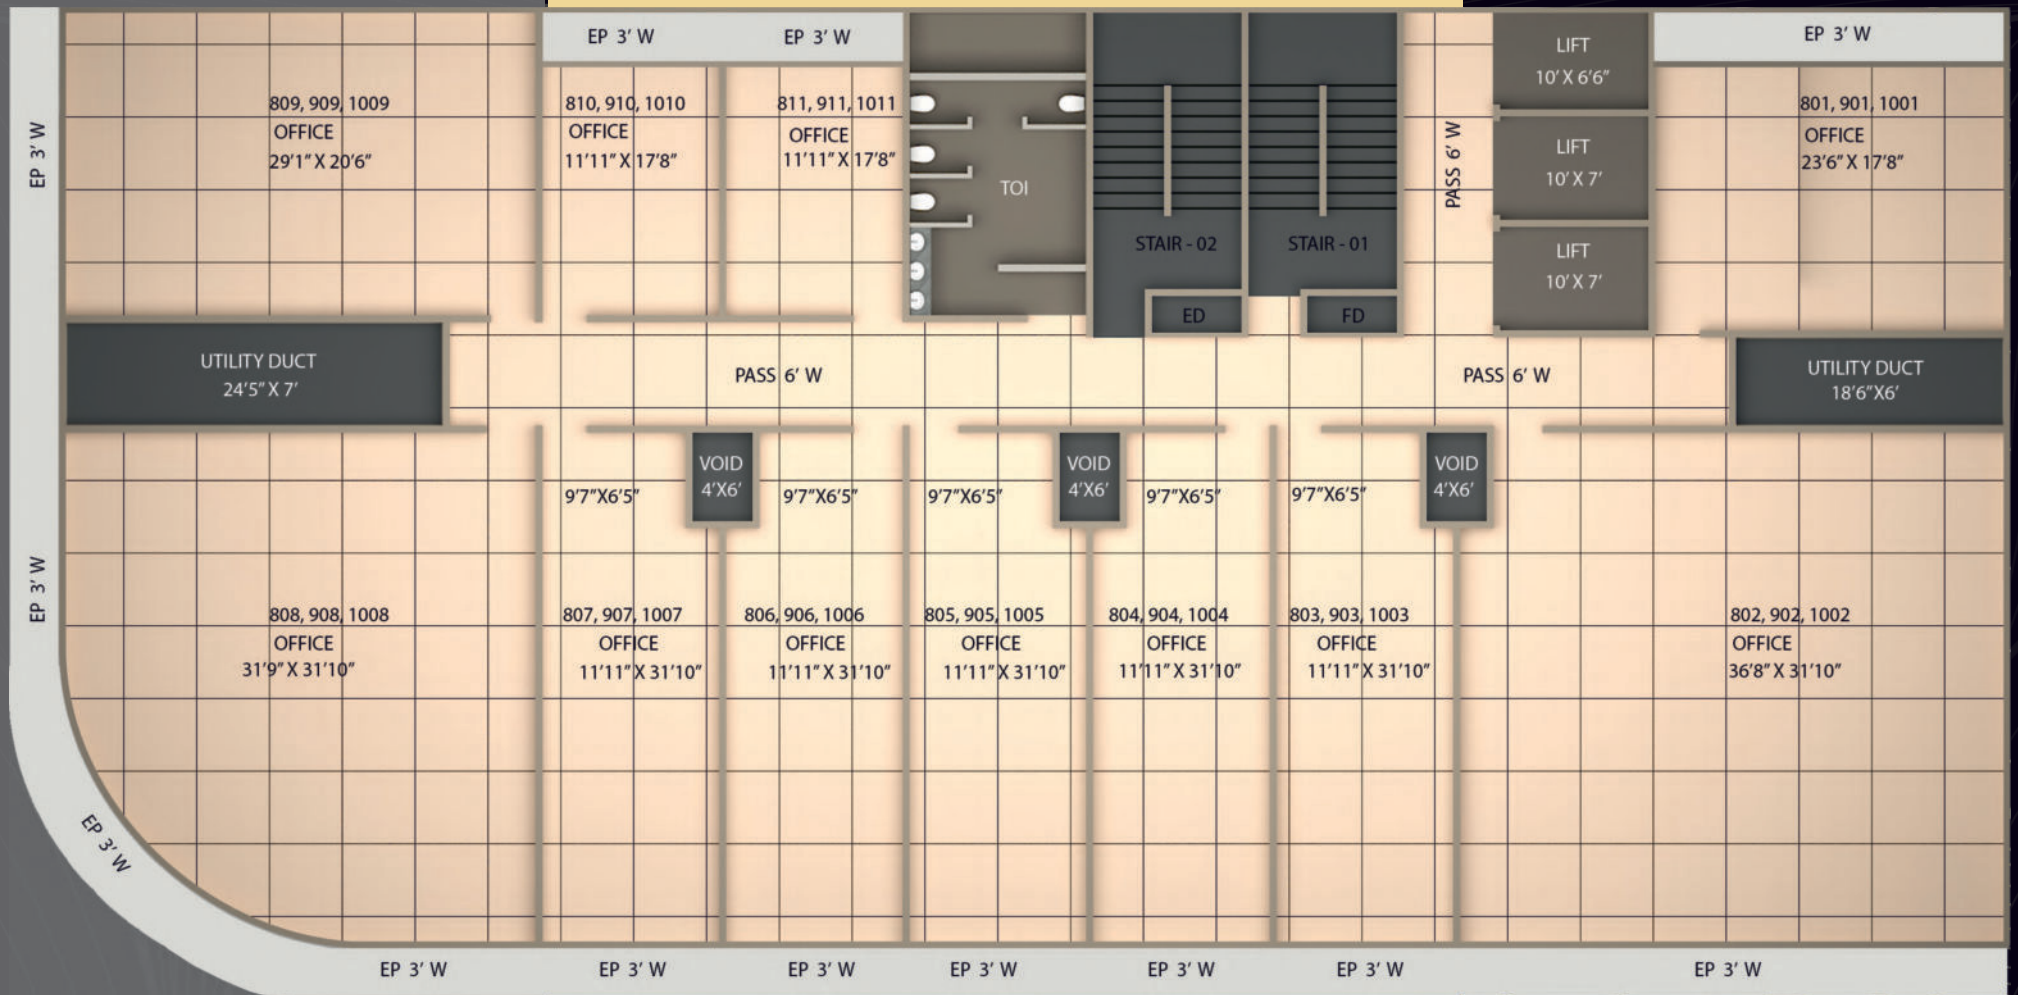 EP 3' W
EP 3' W
EP 3' W
LIFT
10' X 6'6"
EP 3' W
809, 909, 1009
OFFICE
29'1" X 20'6"
810, 910, 1010
OFFICE
11'11" X 17'8"
811, 911, 1011
OFFICE
11'11" X 17'8"
TOI
STAIR - 02
STAIR - 01
ED
FD
PASS 6' W
LIFT
10' X 7'
LIFT
10' X 7'
801, 901, 1001
OFFICE
23'6" X 17'8"
UTILITY DUCT
24'5" X 7'
PASS 6' W
PASS 6' W
UTILITY DUCT
18'6"X6'
9'7"X6'5"
VOID
4'X6'
9'7"X6'5"
9'7"X6'5"
VOID
4'X6'
9'7"X6'5"
9'7"X6'5"
VOID
4'X6'
EP 3' W
808, 908, 1008
OFFICE
31'9" X 31'10"
807, 907, 1007
OFFICE
11'11" X 31'10"
806, 906, 1006
OFFICE
11'11" X 31'10"
805, 905, 1005
OFFICE
11'11" X 31'10"
804, 904, 1004
OFFICE
11'11" X 31'10"
803, 903, 1003
OFFICE
11'11" X 31'10"
802, 902, 1002
OFFICE
36'8" X 31'10"
EP 3' W
EP 3' W
EP 3' W
EP 3' W
EP 3' W
EP 3' W
EP 3' W
EP 3' W